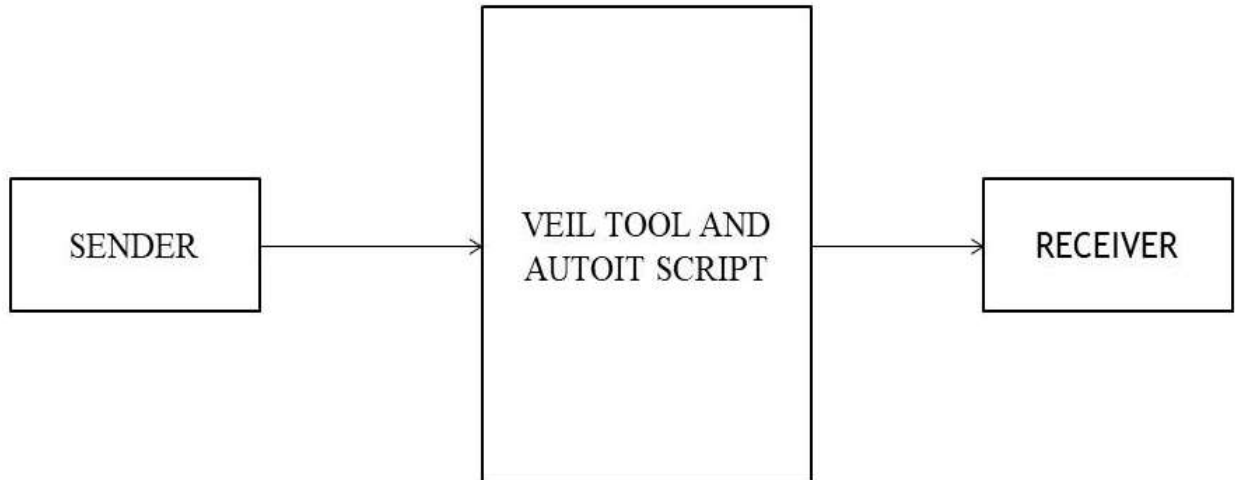 SENDER
VEIL TOOL AND
AUTOIT SCRIPT
RECEIVER